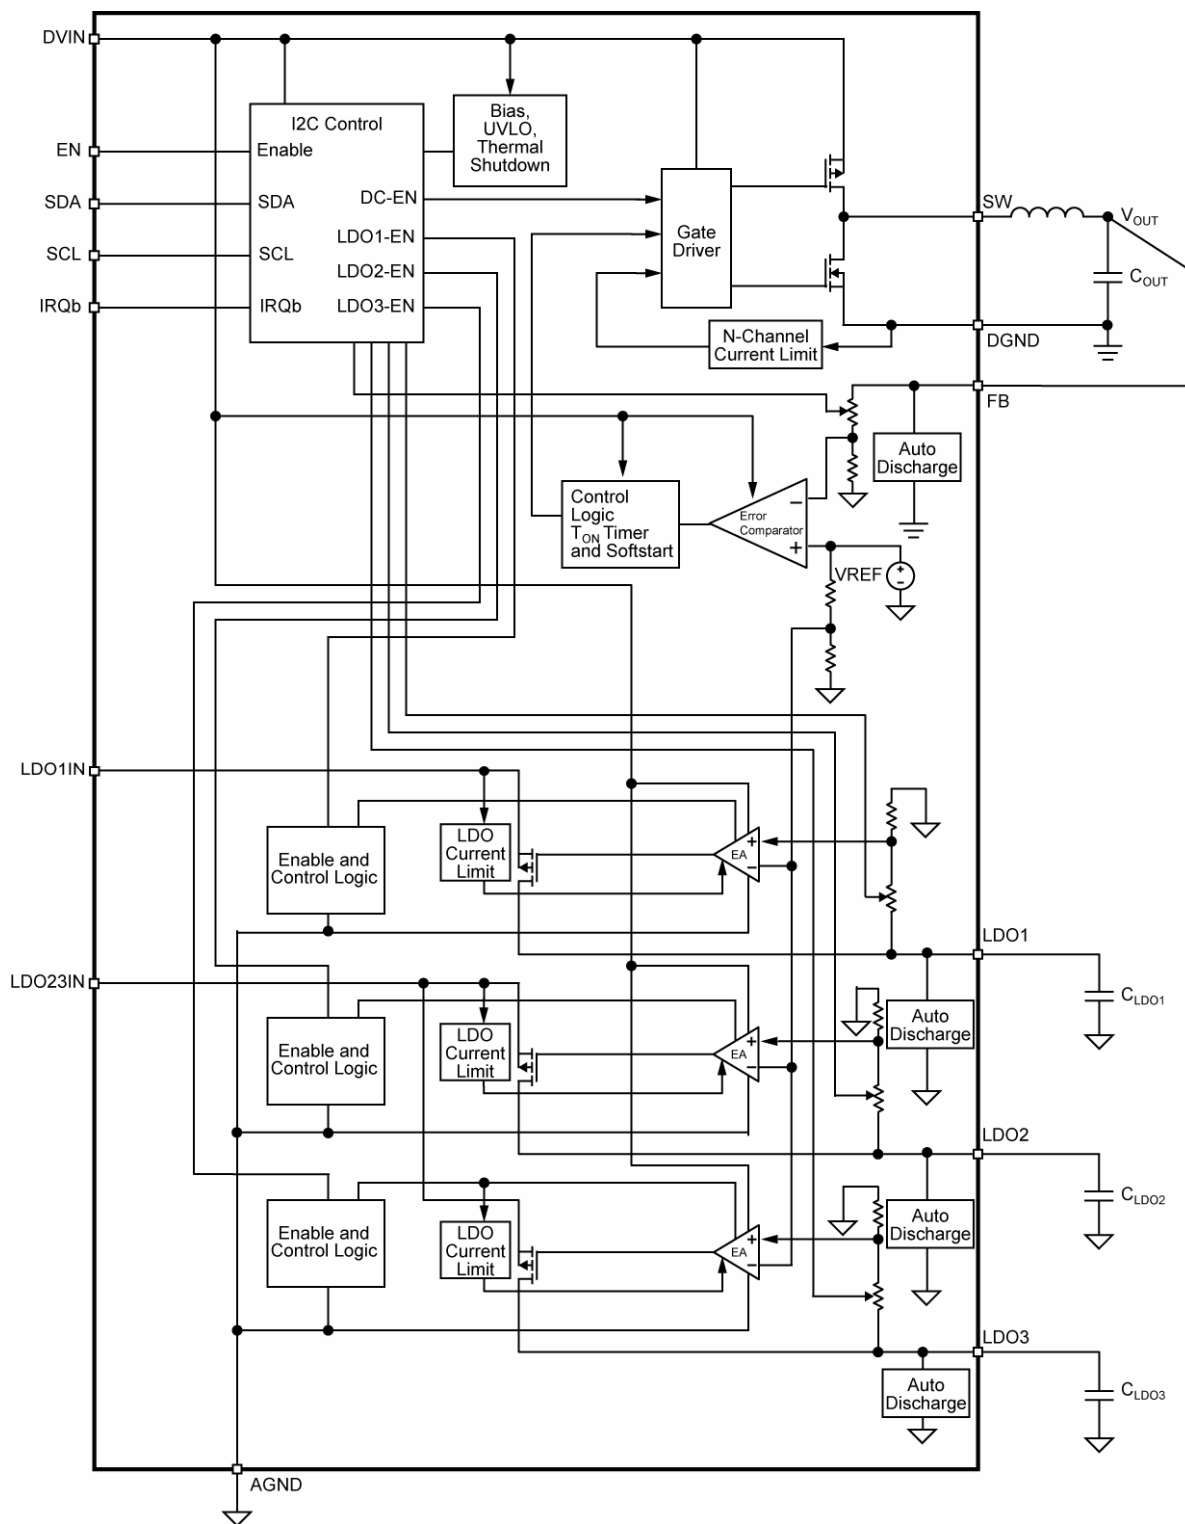 DVIN
I2C Control
Bias,
UVLO,
Thermal
Shutdown
EN
Enable
SDA
SDA
DC-EN
SW
VOUT
Gate
Driver
LDO1-EN
SCL
SCL
LDO2-EN
COUT
IRQb
IRQb
LDO3-EN
N-Channel
Current Limit
DGND
FB
Auto
Discharge
Control
Logic
TON Timer
and Softstart
Error
Comparator
−
+
VREF
+
-
LDO1IN
LDO
Current
Limit
Enable and
Control Logic
+
EA
−
LDO1
LDO23IN
CLDO1
Auto
Discharge
LDO
Current
Limit
Enable and
Control Logic
+
EA
−
LDO2
CLDO2
Auto
Discharge
LDO
Current
Limit
Enable and
Control Logic
+
EA
−
LDO3
Auto
Discharge
CLDO3
AGND